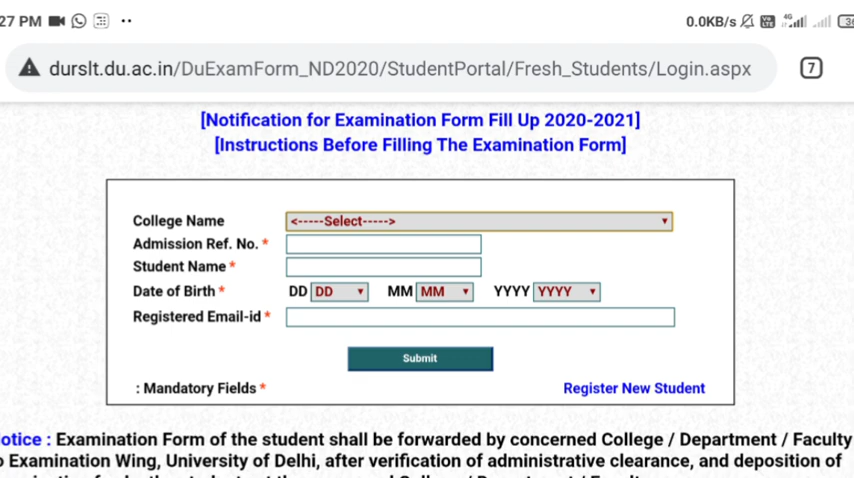 27 PM
0.0KB/s 4G
durslt.du.ac.in/DuExamForm_ND2020/StudentPortal/Fresh_Students/Login.aspx 7
[Notification for Examination Form Fill Up 2020-2021]
[Instructions Before Filling The Examination Form]
College Name <-----Select----->
Admission Ref. No. *
Student Name *
Date of Birth * DD DD MM MM YYYY YYYY
Registered Email-id *
Submit
: Mandatory Fields * Register New Student
otice : Examination Form of the student shall be forwarded by concerned College / Department / Faculty
o Examination Wing, University of Delhi, after verification of administrative clearance, and deposition of